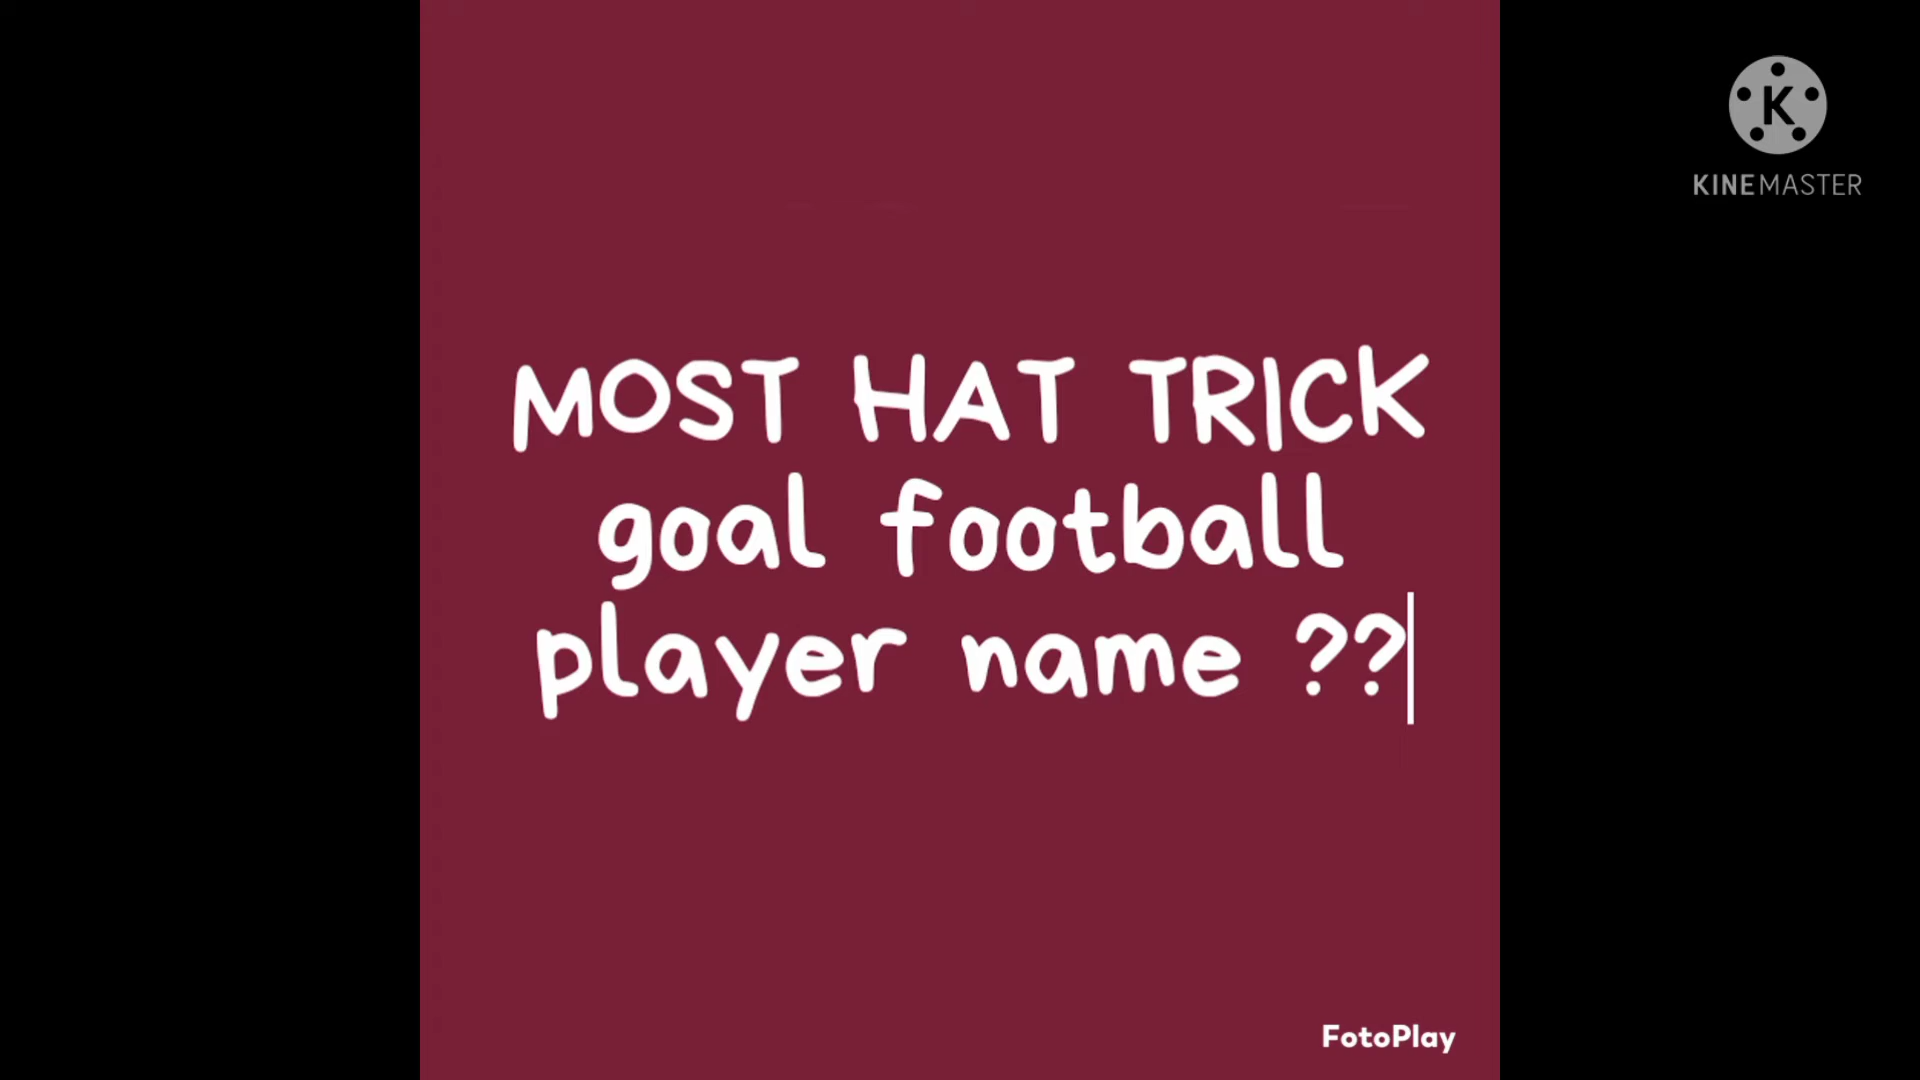 MOST HAT TRICK
goal football
player name ??
K
KINEMASTER
FotoPlay